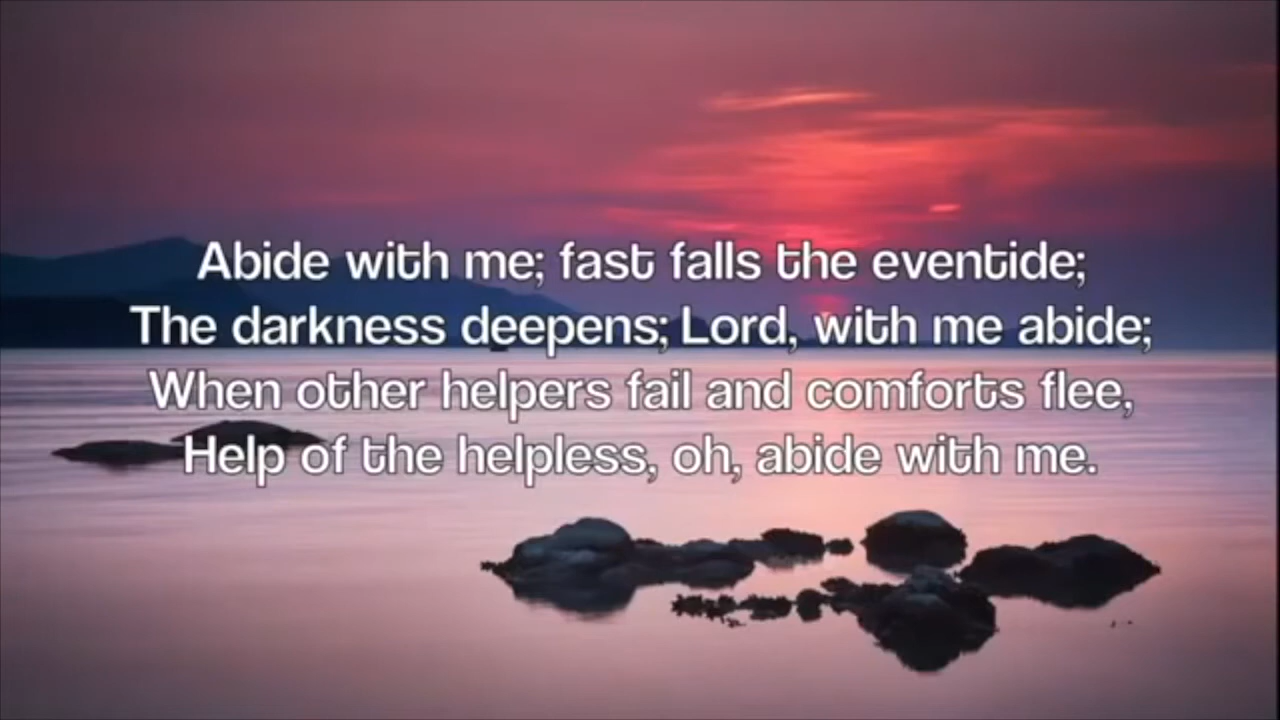 Abide with me; fast falls the eventide;
The darkness deepens; Lord, with me abide;
When other helpers fail and comforts flee,
Help of the helpless, oh, abide with me.